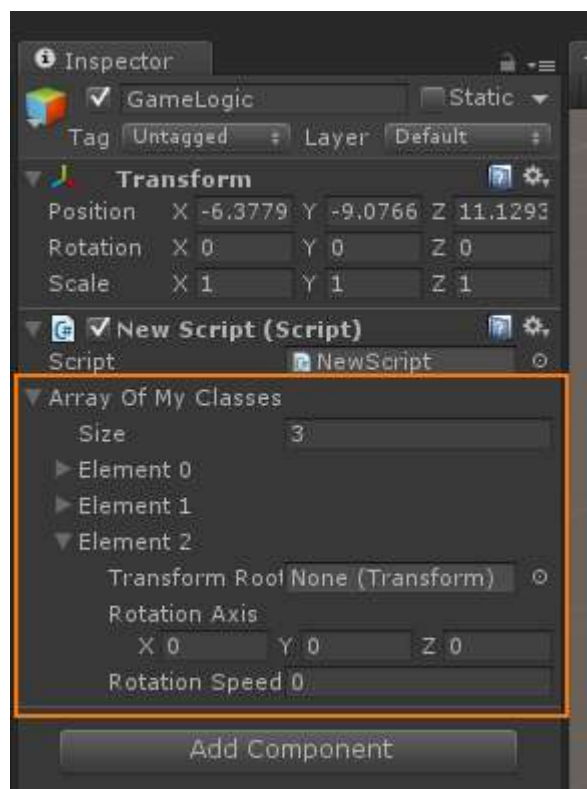 Inspector
GameLogic Static
Tag Untagged Layer Default
Transform
Position X -6.3779 Y -9.0766 Z 11.1293
Rotation X 0 Y 0 Z 0
Scale X 1 Y 1 Z 1
New Script (Script)
Script NewScript
Array Of My Classes
Size 3
Element 0
Element 1
Element 2
Transform Root None (Transform)
Rotation Axis
X 0 Y 0 Z 0
Rotation Speed 0
Add Component